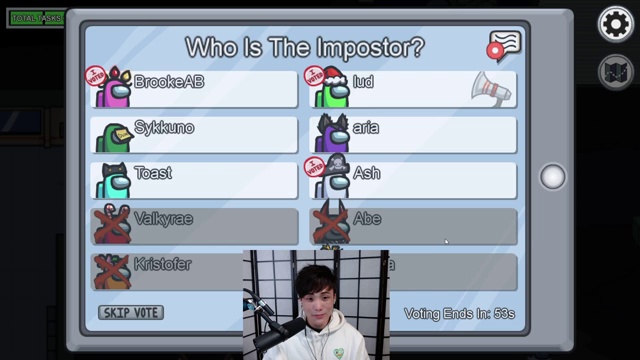 TOTAL TASKS
Who Is The Impostor?
I VOTED
BrookeAB
I VOTED
lud
Sykkuno
aria
Toast
I VOTED
Ash
Valkyrae
Abe
Kristofer
SKIP VOTE
Voting Ends In: 53s